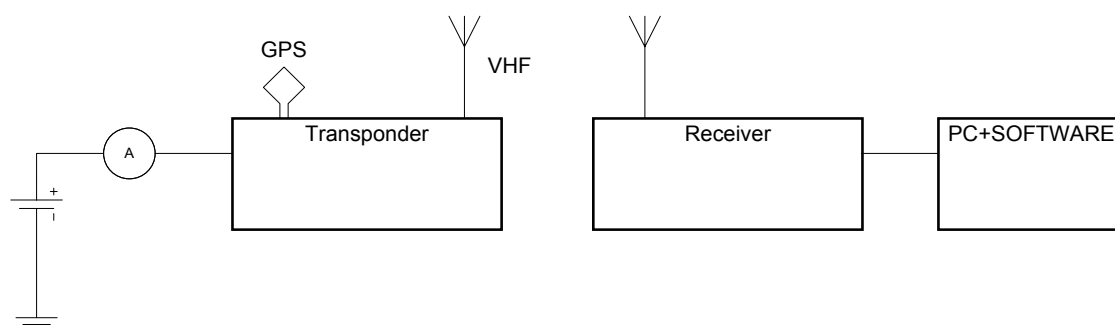 GPS
VHF
Transponder
Receiver
PC+SOFTWARE
A
+
–